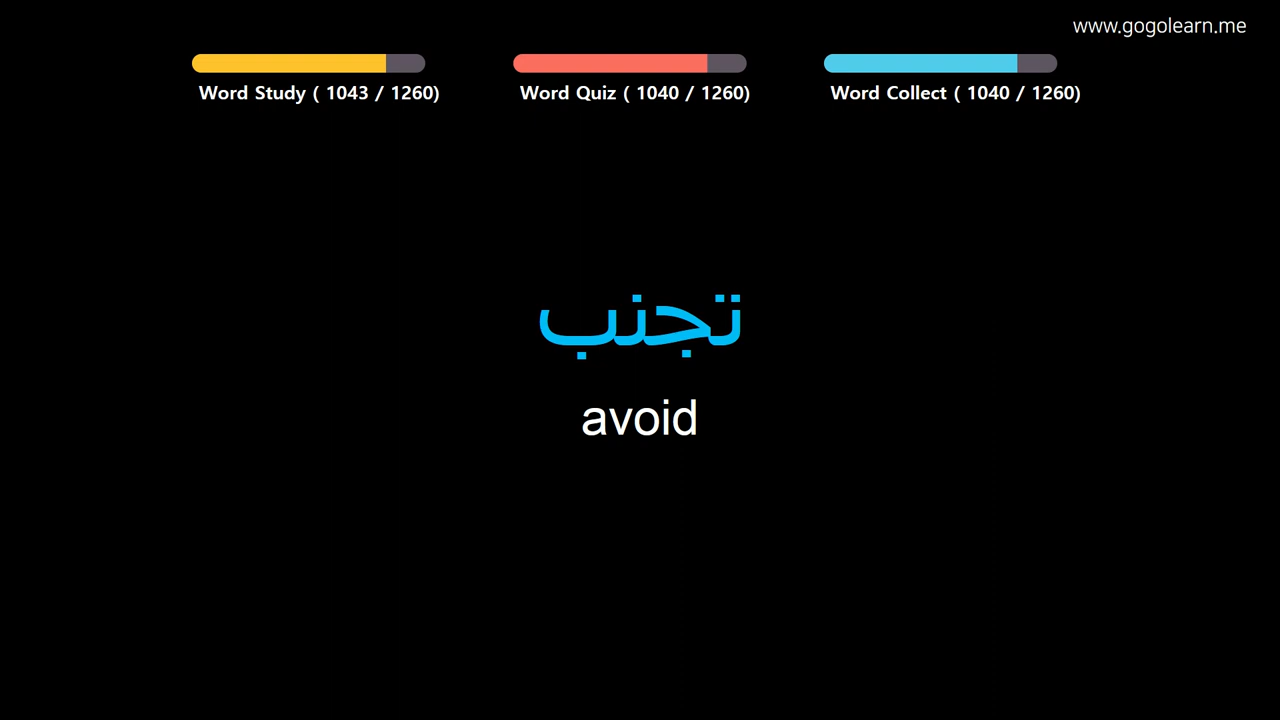 www.gogolearn.me
Word Study ( 1043 / 1260)
Word Quiz ( 1040 / 1260)
Word Collect ( 1040 / 1260)
تجنب
avoid